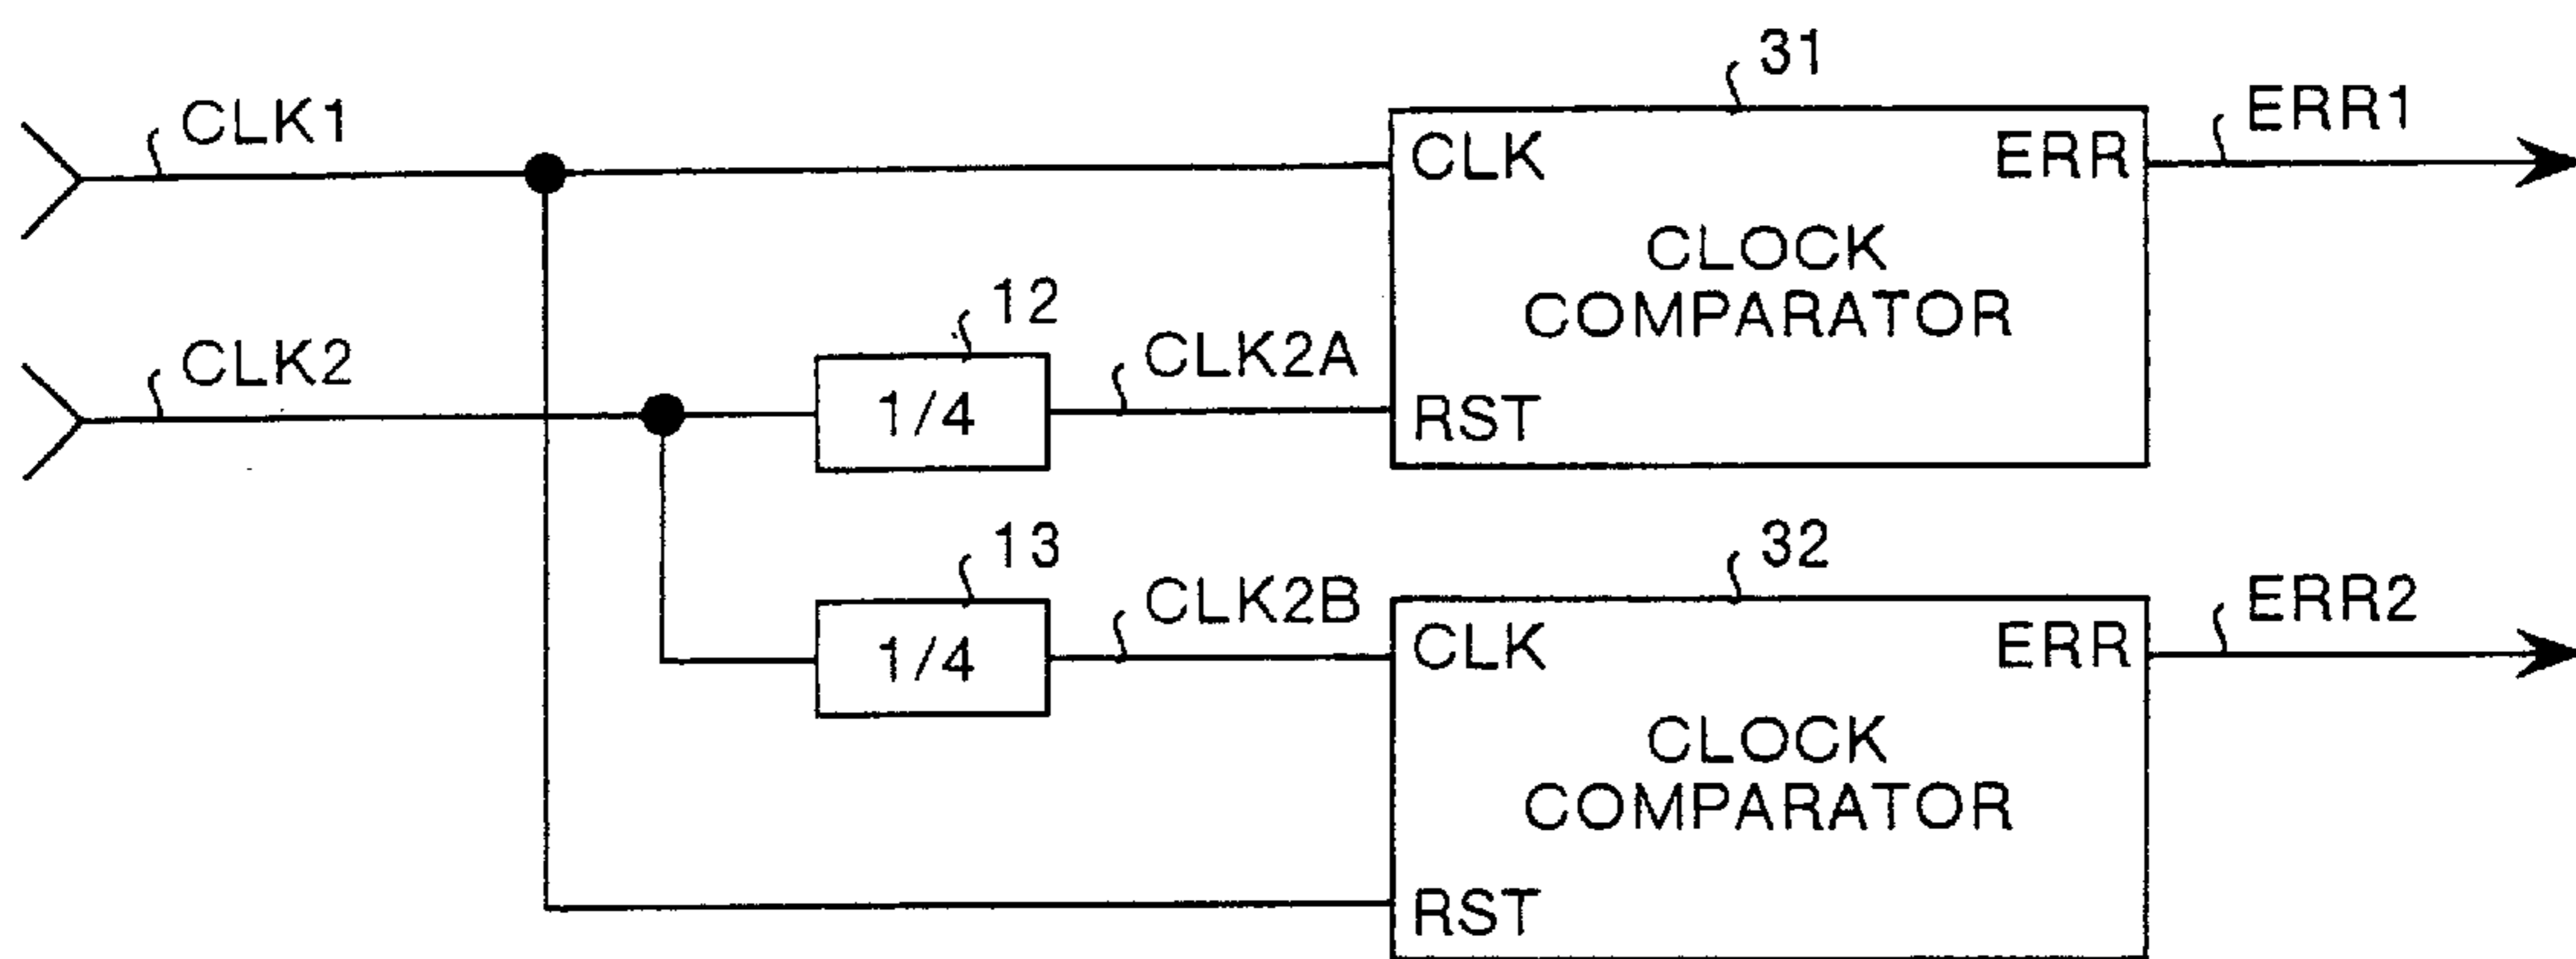 31
CLK1
ERR1
CLK
ERR
CLOCK
COMPARATOR
12
CLK2
CLK2A
1/4
RST
13
32
CLK2B
ERR2
1/4
CLK
ERR
CLOCK
COMPARATOR
RST